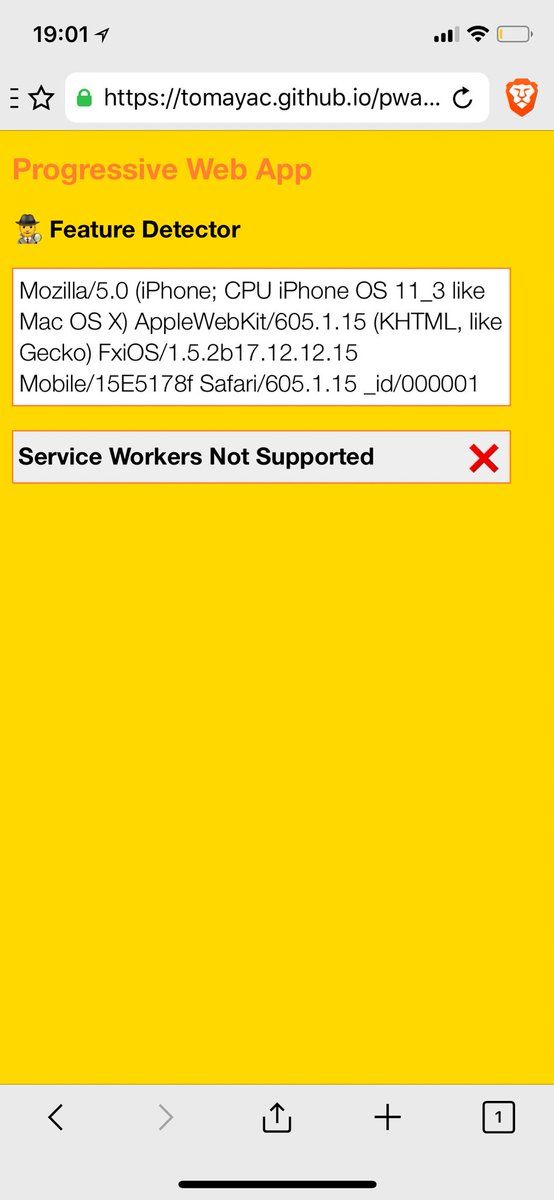 19:01
https://tomayac.github.io/pwa...
Progressive Web App
Feature Detector
Mozilla/5.0 (iPhone; CPU iPhone OS 11_3 like
Mac OS X) AppleWebKit/605.1.15 (KHTML, like
Gecko) FxiOS/1.5.2b17.12.12.15
Mobile/15E5178f Safari/605.1.15 _id/000001
Service Workers Not Supported
1